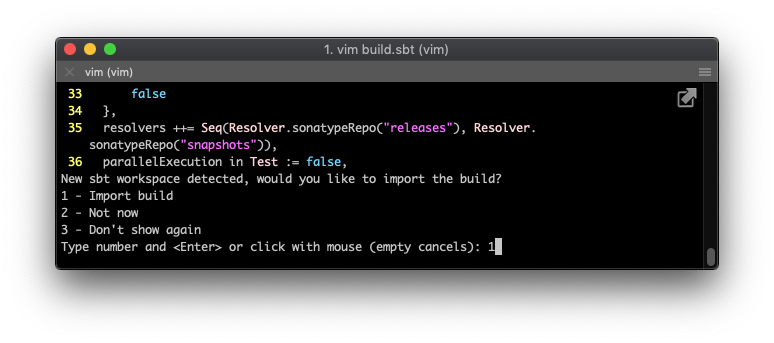 1. vim build.sbt (vim)
vim (vim)
33 false
34 },
35 resolvers ++= Seq(Resolver.sonatypeRepo("releases"), Resolver.
sonatypeRepo("snapshots")),
36 parallelExecution in Test := false,
New sbt workspace detected, would you like to import the build?
1 - Import build
2 - Not now
3 - Don't show again
Type number and <Enter> or click with mouse (empty cancels): 1